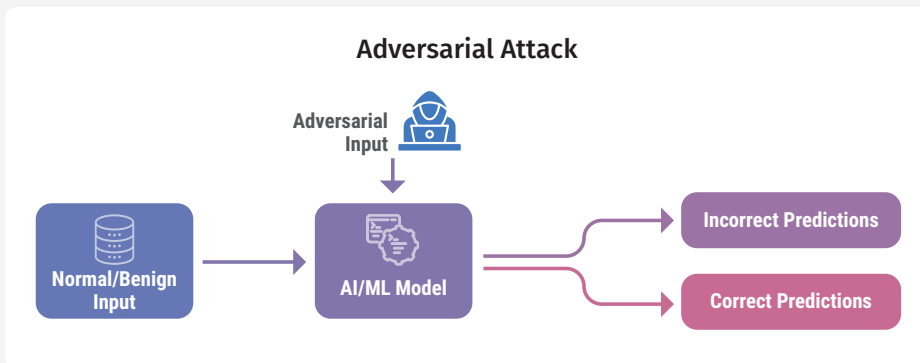 Adversarial Attack
Adversarial
Input
Normal/Benign
Input
AI/ML Model
Incorrect Predictions
Correct Predictions